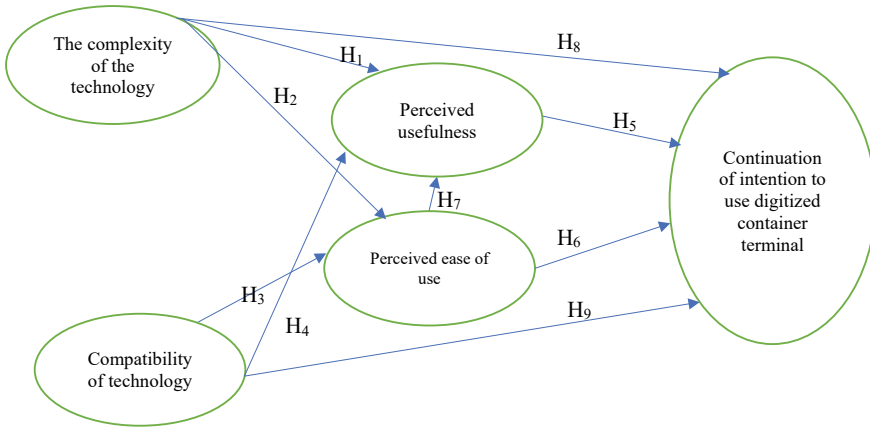 The complexity
of the
technology
H₁
H₈
H₂
Perceived
usefulness
H₅
Continuation
of intention to
use digitized
container
terminal
H₇
Perceived ease of
use
H₆
H₃
H₄
H₉
Compatibility
of technology